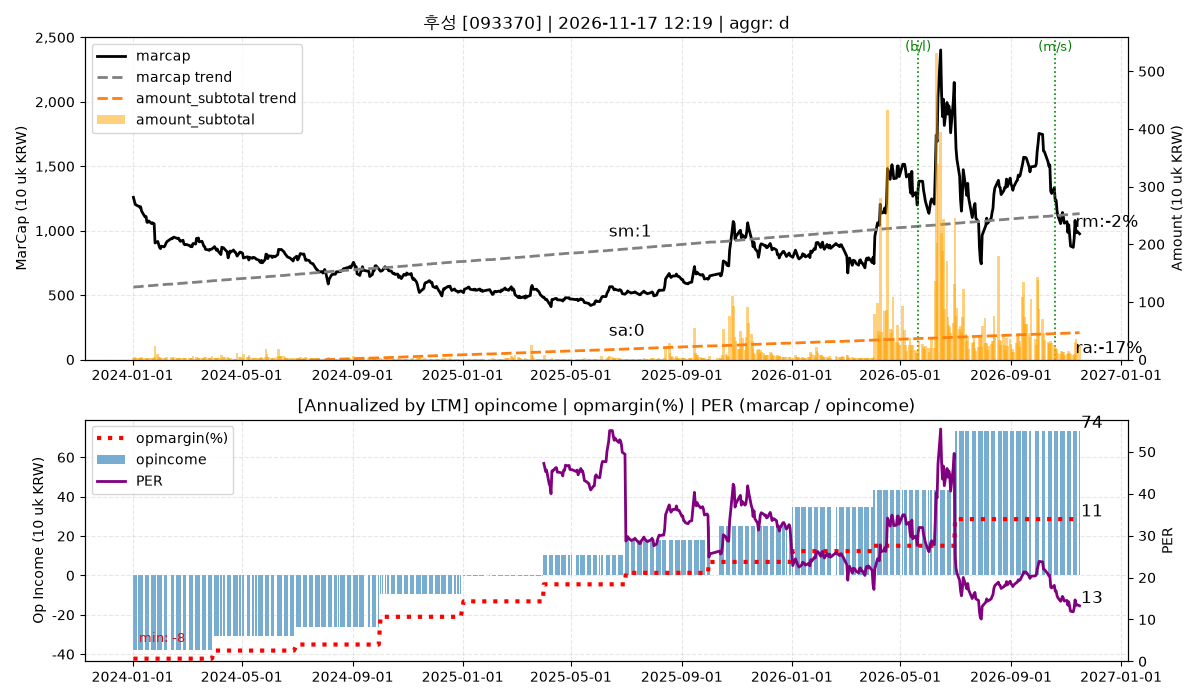 후성 [093370] | 2026-11-17 12:19 | aggr: d
marcap
marcap trend
amount_subtotal trend
amount_subtotal
(b/l)
(m/s)
sm:1
sa:0
rm:-2%
ra:-17%
MarCap (10 uk KRW)
2,500
2,000
1,500
1,000
500
0
Amount (10 uk KRW)
500
400
300
200
100
0
2024-01-01
2024-05-01
2024-09-01
2025-01-01
2025-05-01
2025-09-01
2026-01-01
2026-05-01
2026-09-01
2027-01-01
[Annualized by LTM] opincome | opmargin(%) | PER (marcap / opincome)
opmargin(%)
opincome
PER
min: -8
74
11
13
Op Income (10 uk KRW)
60
40
20
0
-20
-40
PER
50
40
30
20
10
0
2024-01-01
2024-05-01
2024-09-01
2025-01-01
2025-05-01
2025-09-01
2026-01-01
2026-05-01
2026-09-01
2027-01-01